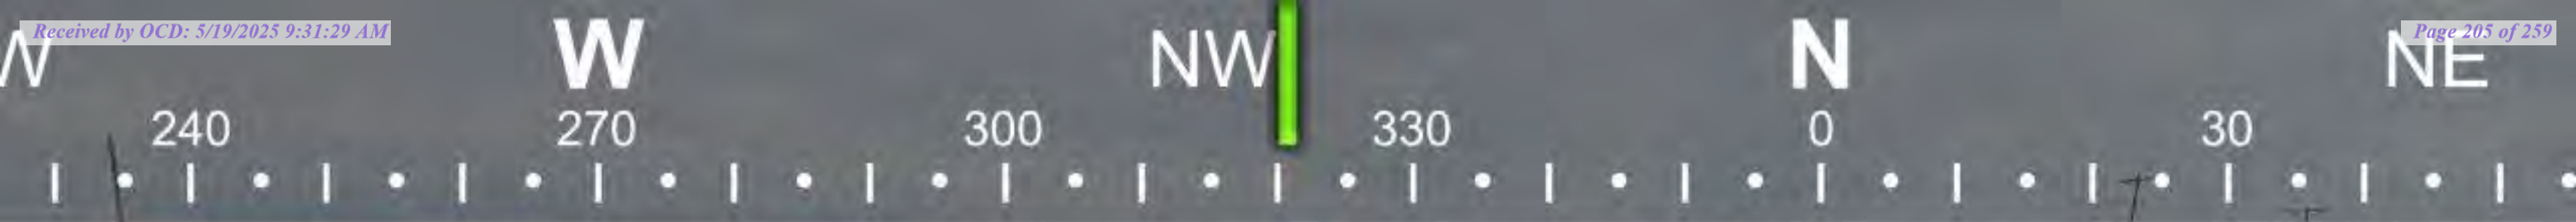 Received by OCD: 5/19/2025 9:31:29 AM
Page 205 of 259
W W NW N NE
240 270 300 330 0 30